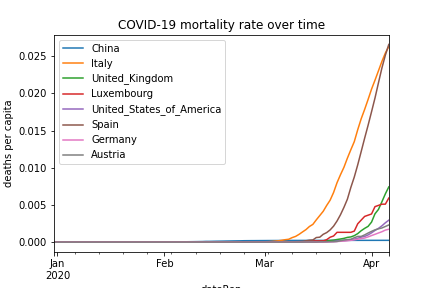 COVID-19 mortality rate over time
China
Italy
United_Kingdom
Luxembourg
United_States_of_America
Spain
Germany
Austria
deaths per capita
0.025
0.020
0.015
0.010
0.005
0.000
Jan
2020
Feb
Mar
Apr
dateRep